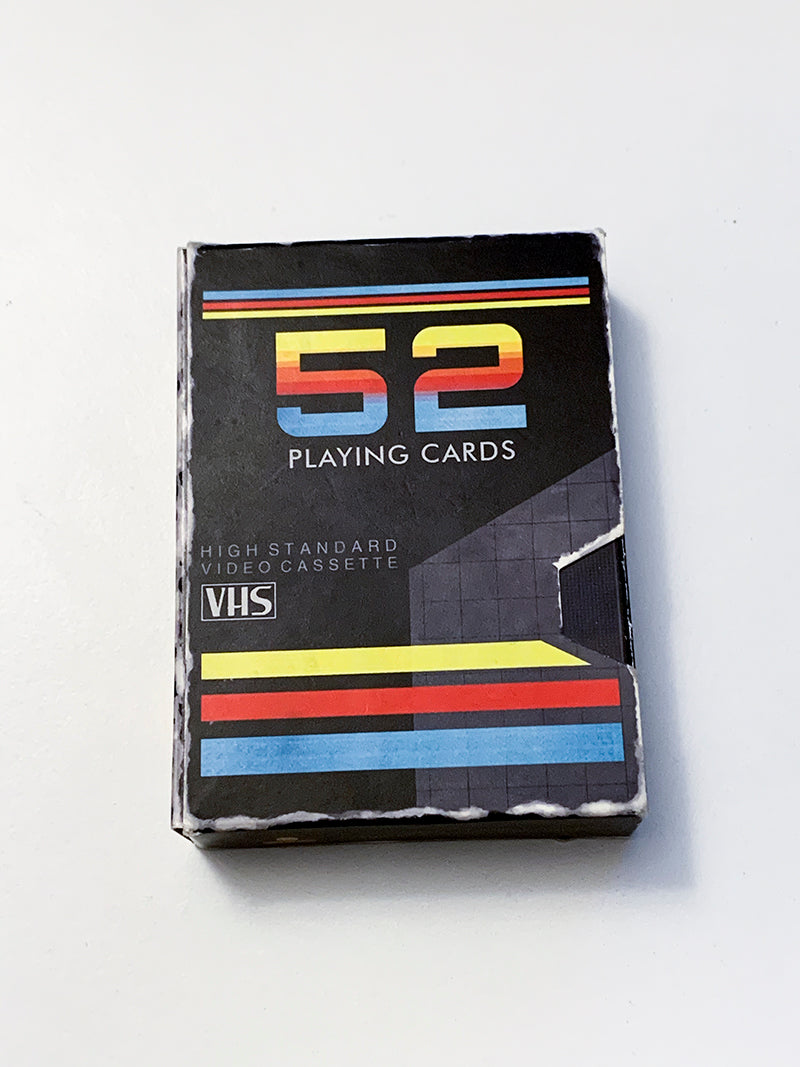 52
PLAYING CARDS
HIGH STANDARD
VIDEO CASSETTE
VHS